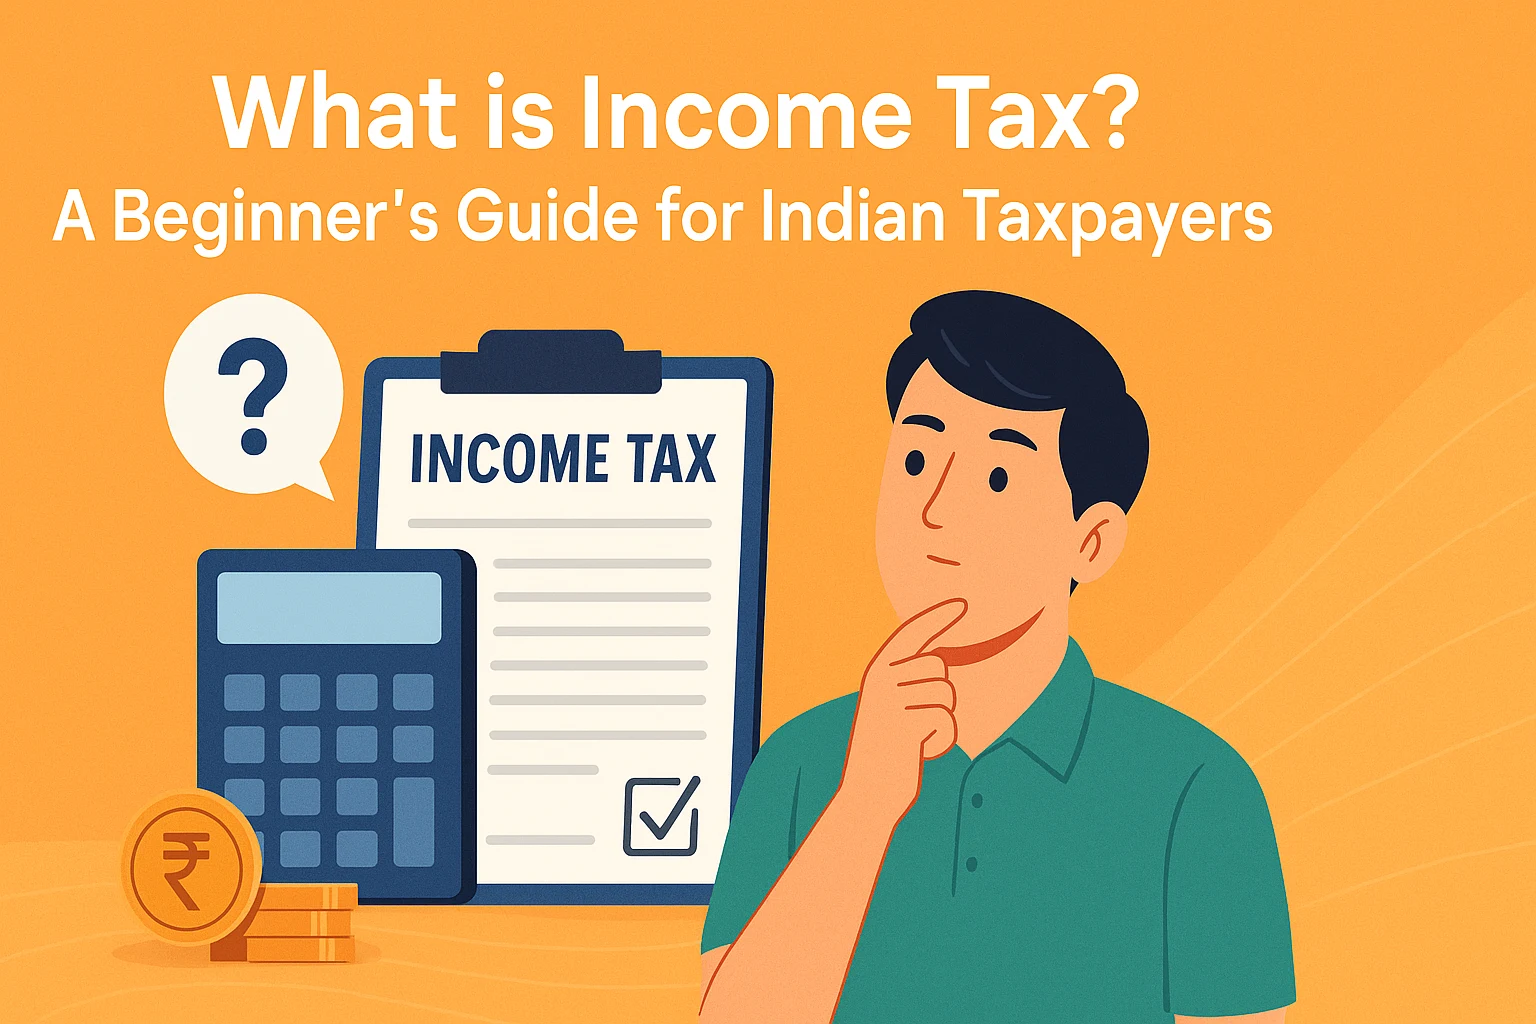 What is Income Tax?
A Beginner's Guide for Indian Taxpayers
?
INCOME TAX
₹